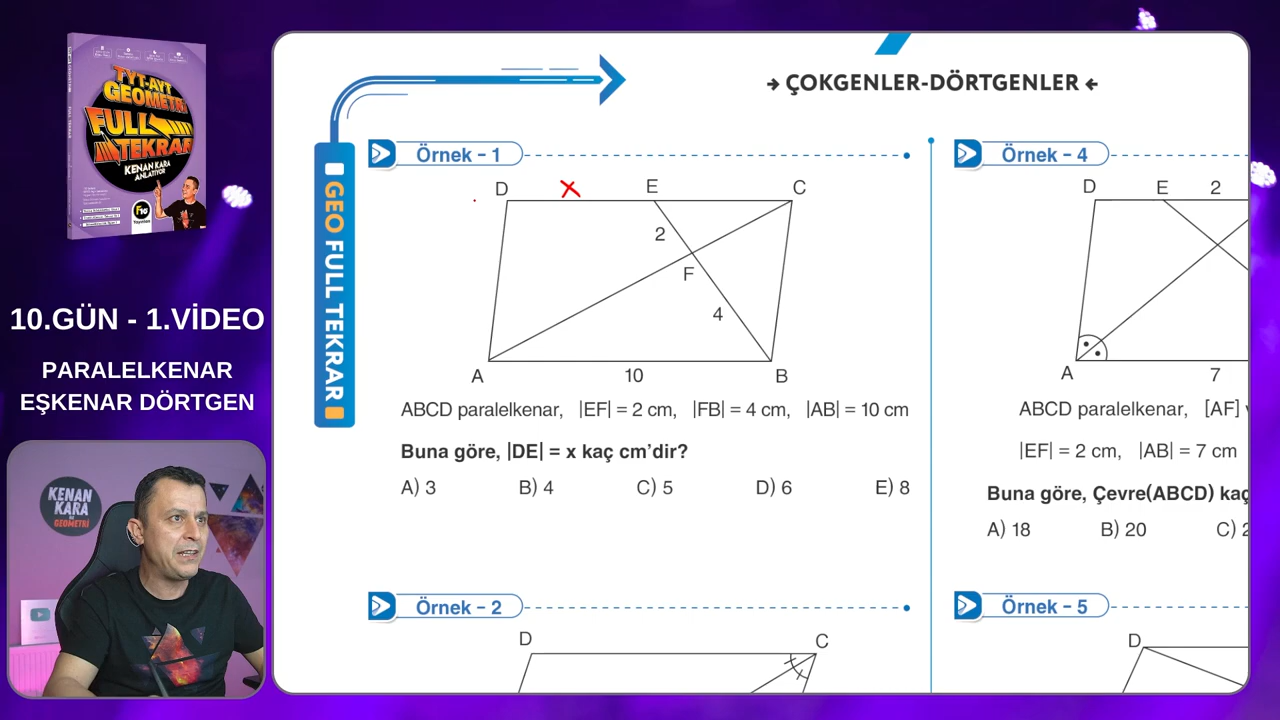 TYT-AYT
GEOMETRİ
FULL
TEKRAR
KENAN KARA
ANLATIYOR
10.GÜN - 1.VİDEO
PARALELKENAR
EŞKENAR DÖRTGEN
KENAN
KARA
GEOMETRİ
GEO FULL TEKRAR
ÇOKGENLER-DÖRTGENLER
Örnek – 1
D x E C
2
F
4
A 10 B
ABCD paralelkenar, |EF| = 2 cm, |FB| = 4 cm, |AB| = 10 cm
Buna göre, |DE| = x kaç cm'dir?
A) 3 B) 4 C) 5 D) 6 E) 8
Örnek – 2
D C
Örnek – 4
D E 2
A 7
ABCD paralelkenar, [AF]
|EF| = 2 cm, |AB| = 7 cm
Buna göre, Çevre(ABCD) kaç
A) 18 B) 20 C) 2
Örnek – 5
D